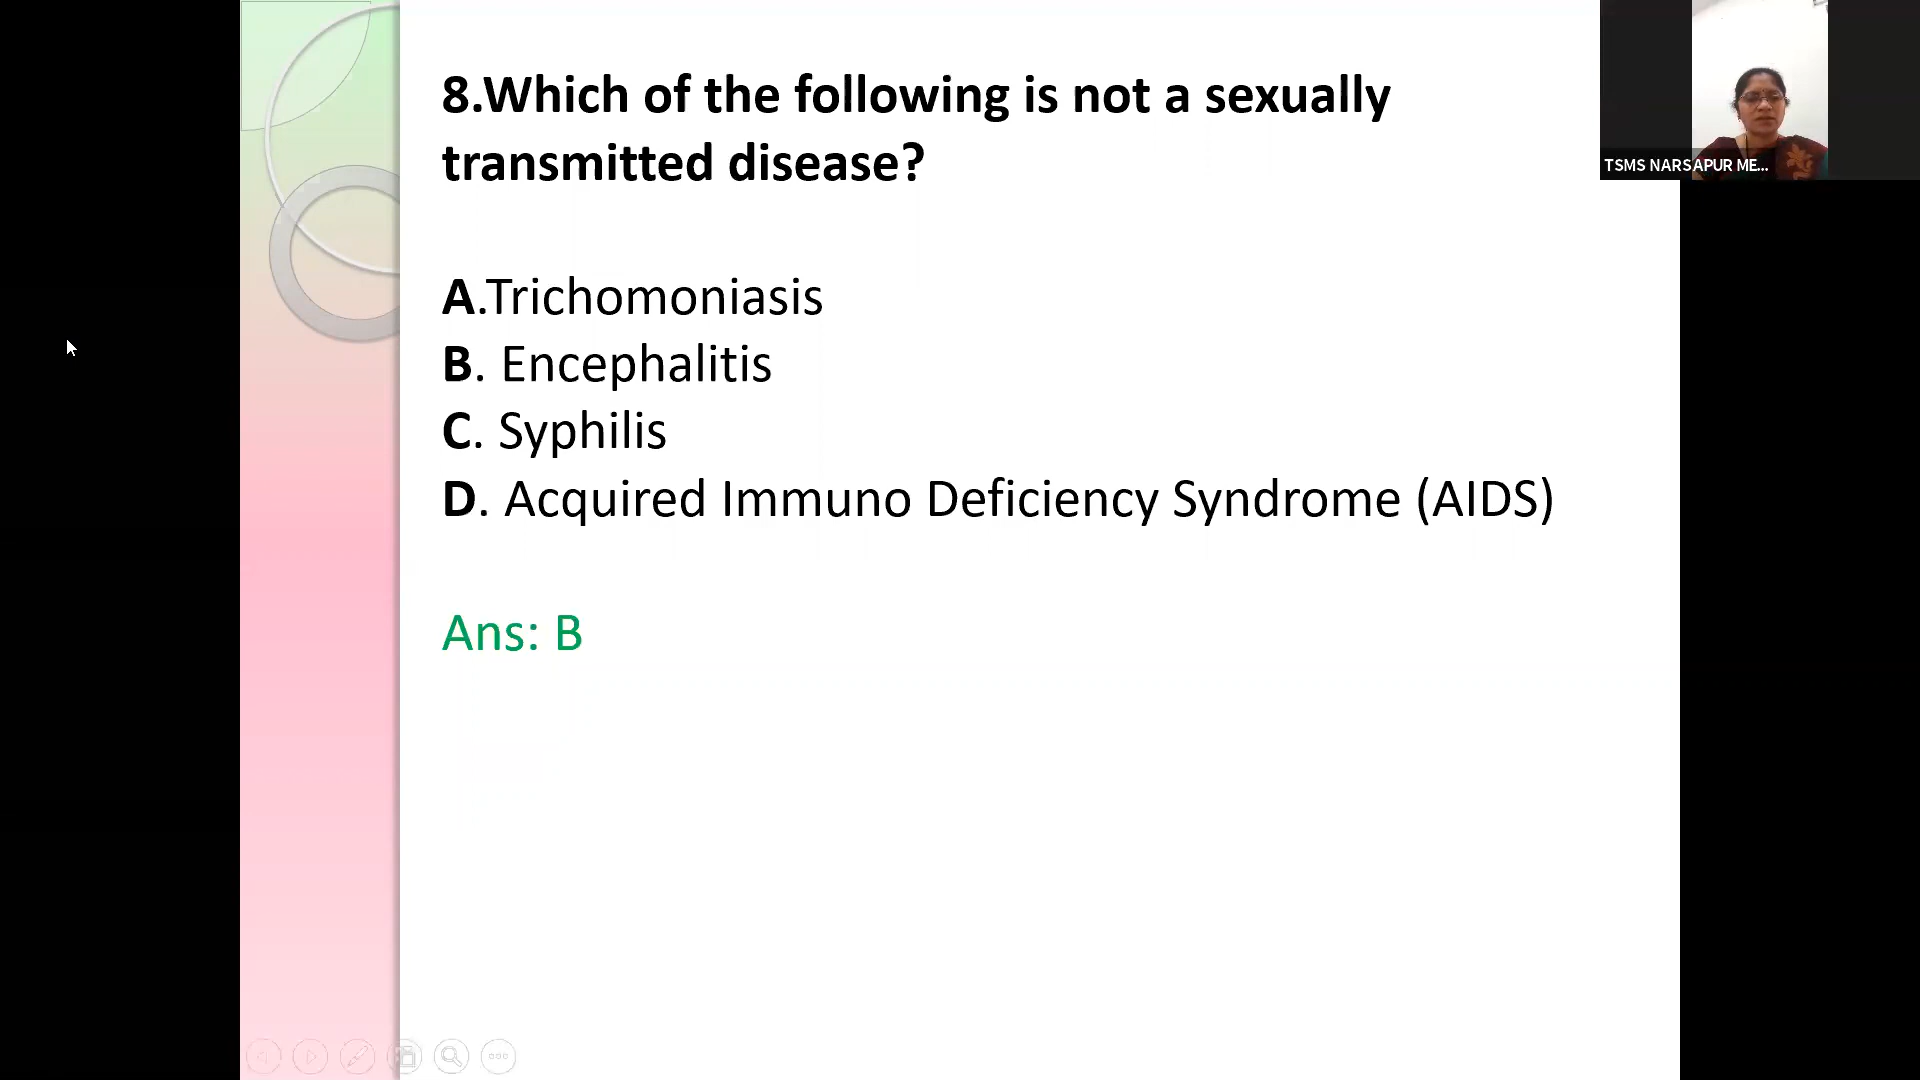 8.Which of the following is not a sexually
transmitted disease?
A.Trichomoniasis
B. Encephalitis
C. Syphilis
D. Acquired Immuno Deficiency Syndrome (AIDS)
Ans: B
TSMS NARSAPUR ME...